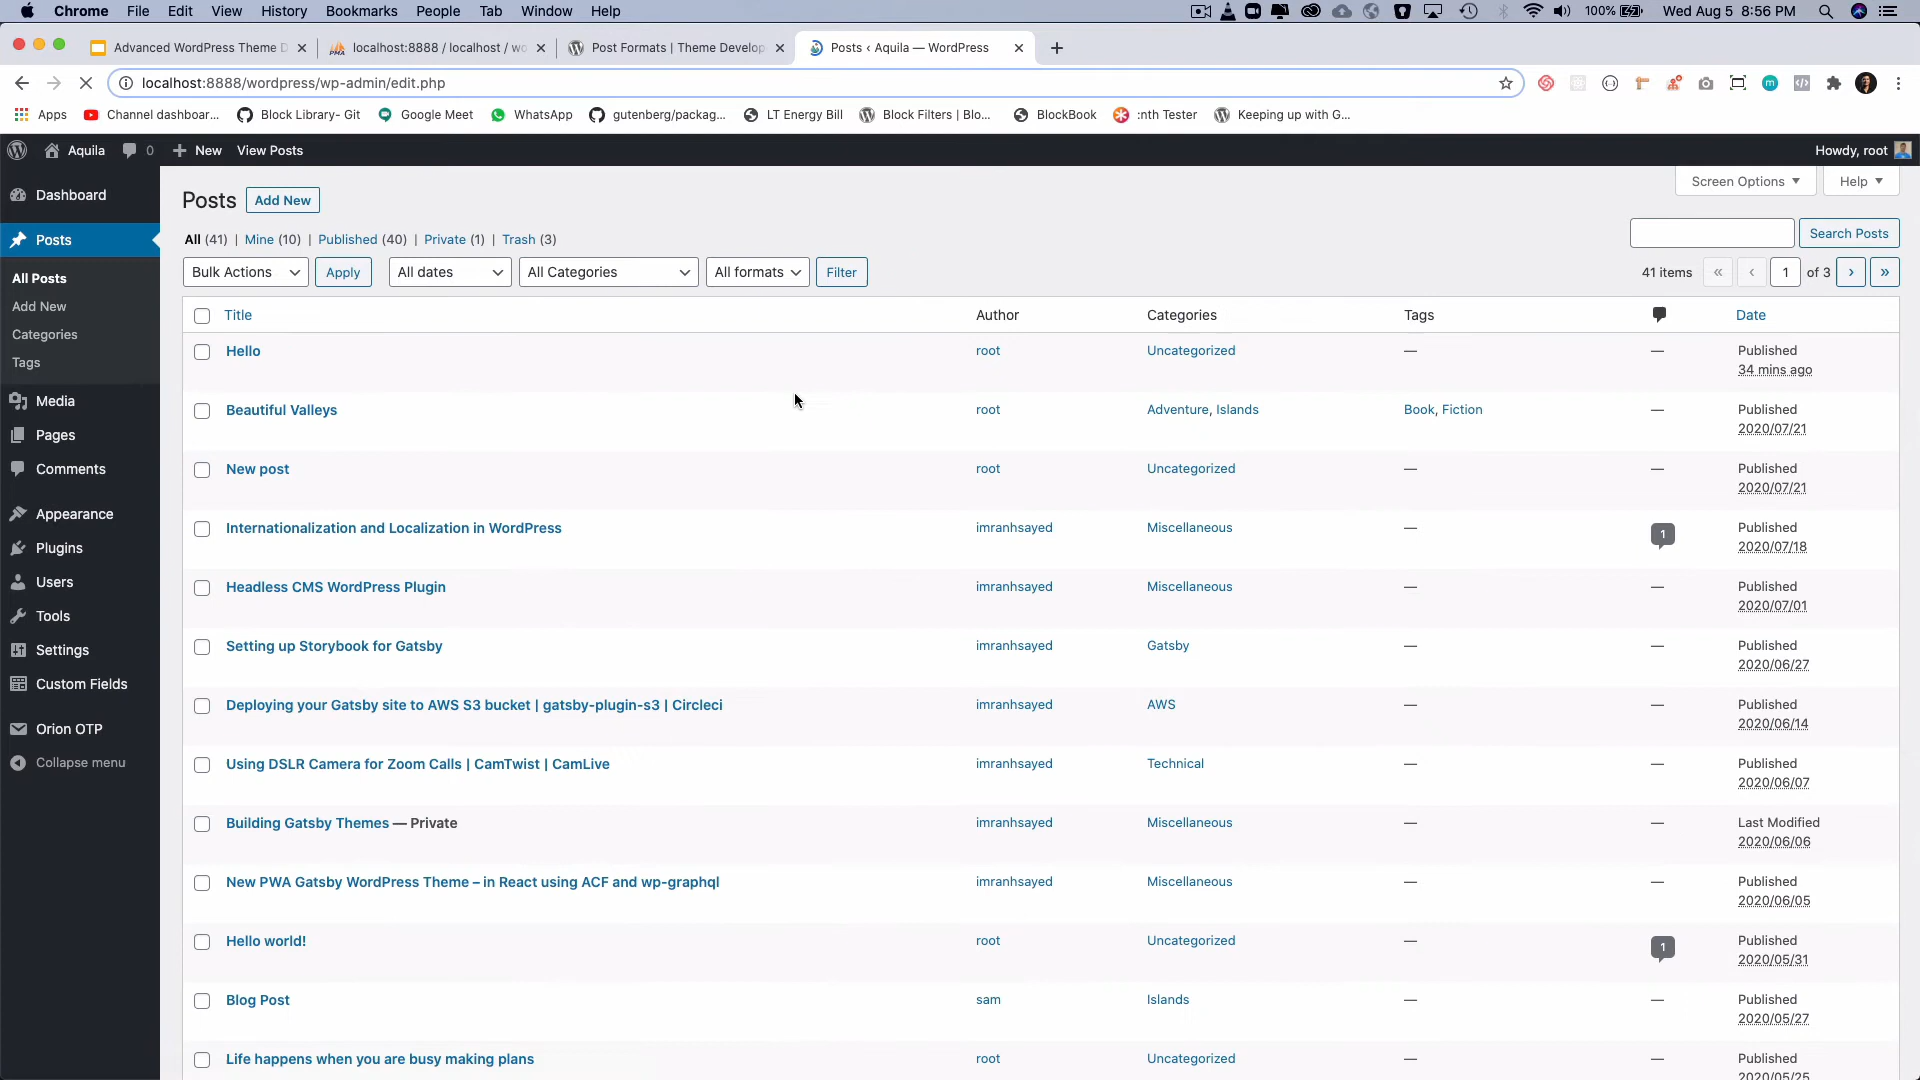 Chrome File Edit View History Bookmarks People Tab Window Help 100% Wed Aug 5 8:56 PM
Advanced WordPress Theme D localhost:8888 / localhost / wo Post Formats | Theme Develop Posts ‹ Aquila — WordPress
localhost:8888/wordpress/wp-admin/edit.php
Apps Channel dashboar... Block Library- Git Google Meet WhatsApp gutenberg/packag... LT Energy Bill Block Filters | Blo... BlockBook :nth Tester Keeping up with G...
Aquila 0 New View Posts Howdy, root
Dashboard
Posts
All Posts
Add New
Categories
Tags
Media
Pages
Comments
Appearance
Plugins
Users
Tools
Settings
Custom Fields
Orion OTP
Collapse menu
Screen Options Help
Posts Add New
All (41) | Mine (10) | Published (40) | Private (1) | Trash (3)
Search Posts
Bulk Actions Apply All dates All Categories All formats Filter 41 items « ‹ 1 of 3 › »
Title Author Categories Tags Date
Hello root Uncategorized — — Published
34 mins ago
Beautiful Valleys root Adventure, Islands Book, Fiction — Published
2020/07/21
New post root Uncategorized — — Published
2020/07/21
Internationalization and Localization in WordPress imranhsayed Miscellaneous — 1 Published
2020/07/18
Headless CMS WordPress Plugin imranhsayed Miscellaneous — — Published
2020/07/01
Setting up Storybook for Gatsby imranhsayed Gatsby — — Published
2020/06/27
Deploying your Gatsby site to AWS S3 bucket | gatsby-plugin-s3 | Circleci imranhsayed AWS — — Published
2020/06/14
Using DSLR Camera for Zoom Calls | CamTwist | CamLive imranhsayed Technical — — Published
2020/06/07
Building Gatsby Themes — Private imranhsayed Miscellaneous — — Last Modified
2020/06/06
New PWA Gatsby WordPress Theme – in React using ACF and wp-graphql imranhsayed Miscellaneous — — Published
2020/06/05
Hello world! root Uncategorized — 1 Published
2020/05/31
Blog Post sam Islands — — Published
2020/05/27
Life happens when you are busy making plans root Uncategorized — — Published
2020/05/25